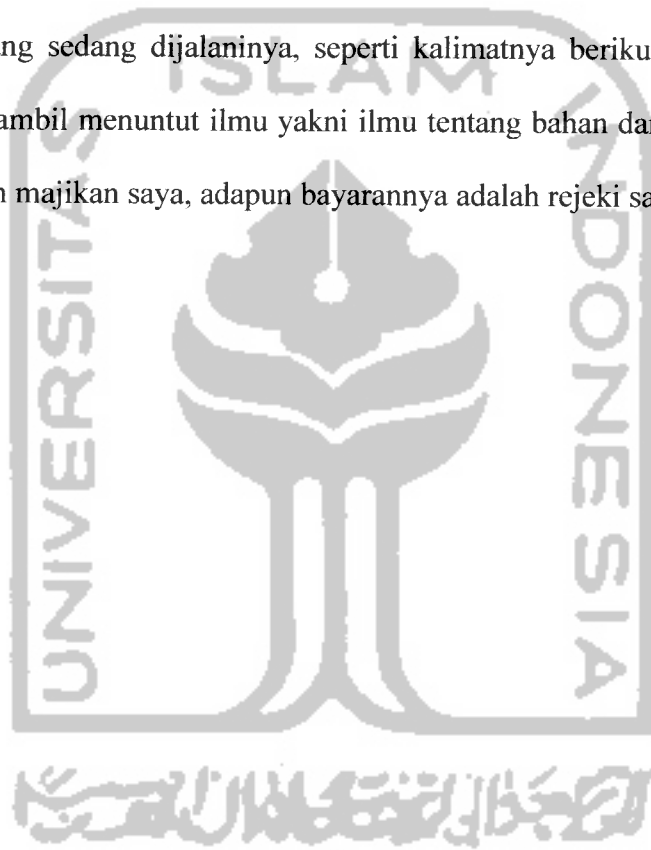 ang sedang dijalaninya, seperti kalimatnya beriku
ISLAM
ambil menuntut ilmu yakni ilmu tentang bahan dan
n majikan saya, adapun bayarannya adalah rejeki sa
UNIVERSITAS
INDONESIA